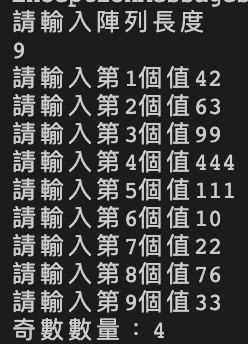 請輸入陣列長度
9
請輸入第1個值42
請輸入第2個值63
請輸入第3個值99
請輸入第4個值444
請輸入第5個值111
請輸入第6個值10
請輸入第7個值22
請輸入第8個值76
請輸入第9個值33
奇數數量：4